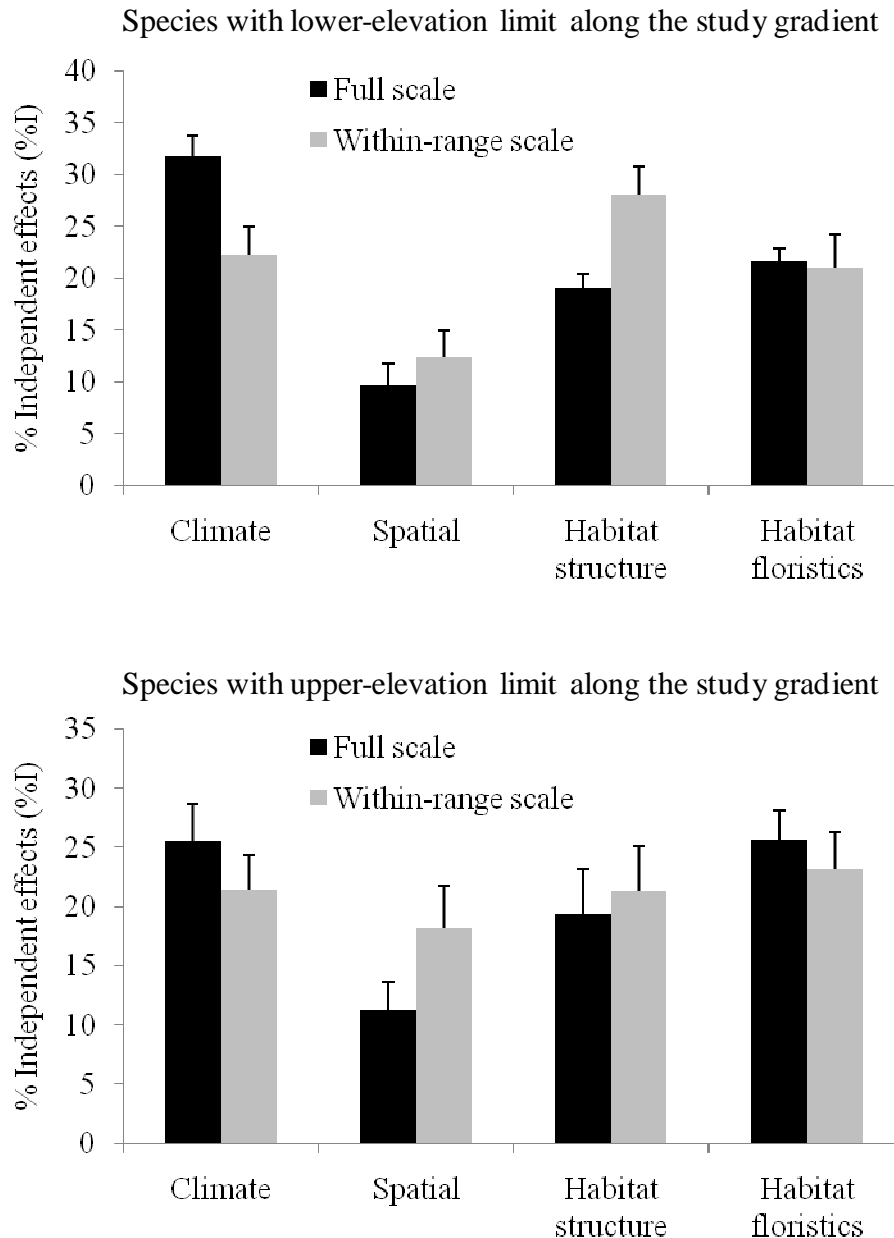 Species with lower-elevation limit along the study gradient
40
35
30
25
20
15
10
5
0
% Independent effects (%I)
Full scale
Within-range scale
Climate
Spatial
Habitat
structure
Habitat
floristics
Species with upper-elevation limit along the study gradient
35
30
25
20
15
10
5
0
% Independent effects (%I)
Full scale
Within-range scale
Climate
Spatial
Habitat
structure
Habitat
floristics